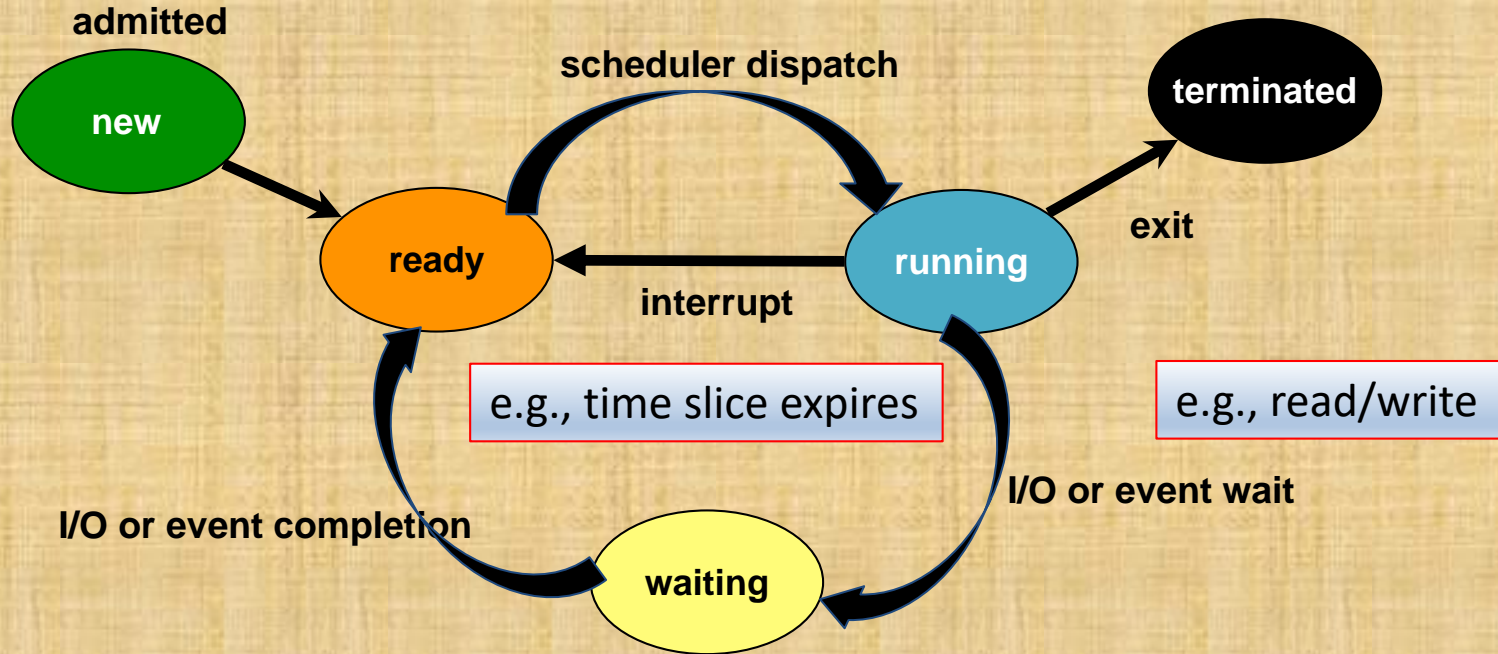 admitted
new
scheduler dispatch
terminated
ready
running
exit
interrupt
e.g., time slice expires
e.g., read/write
I/O or event wait
I/O or event completion
waiting